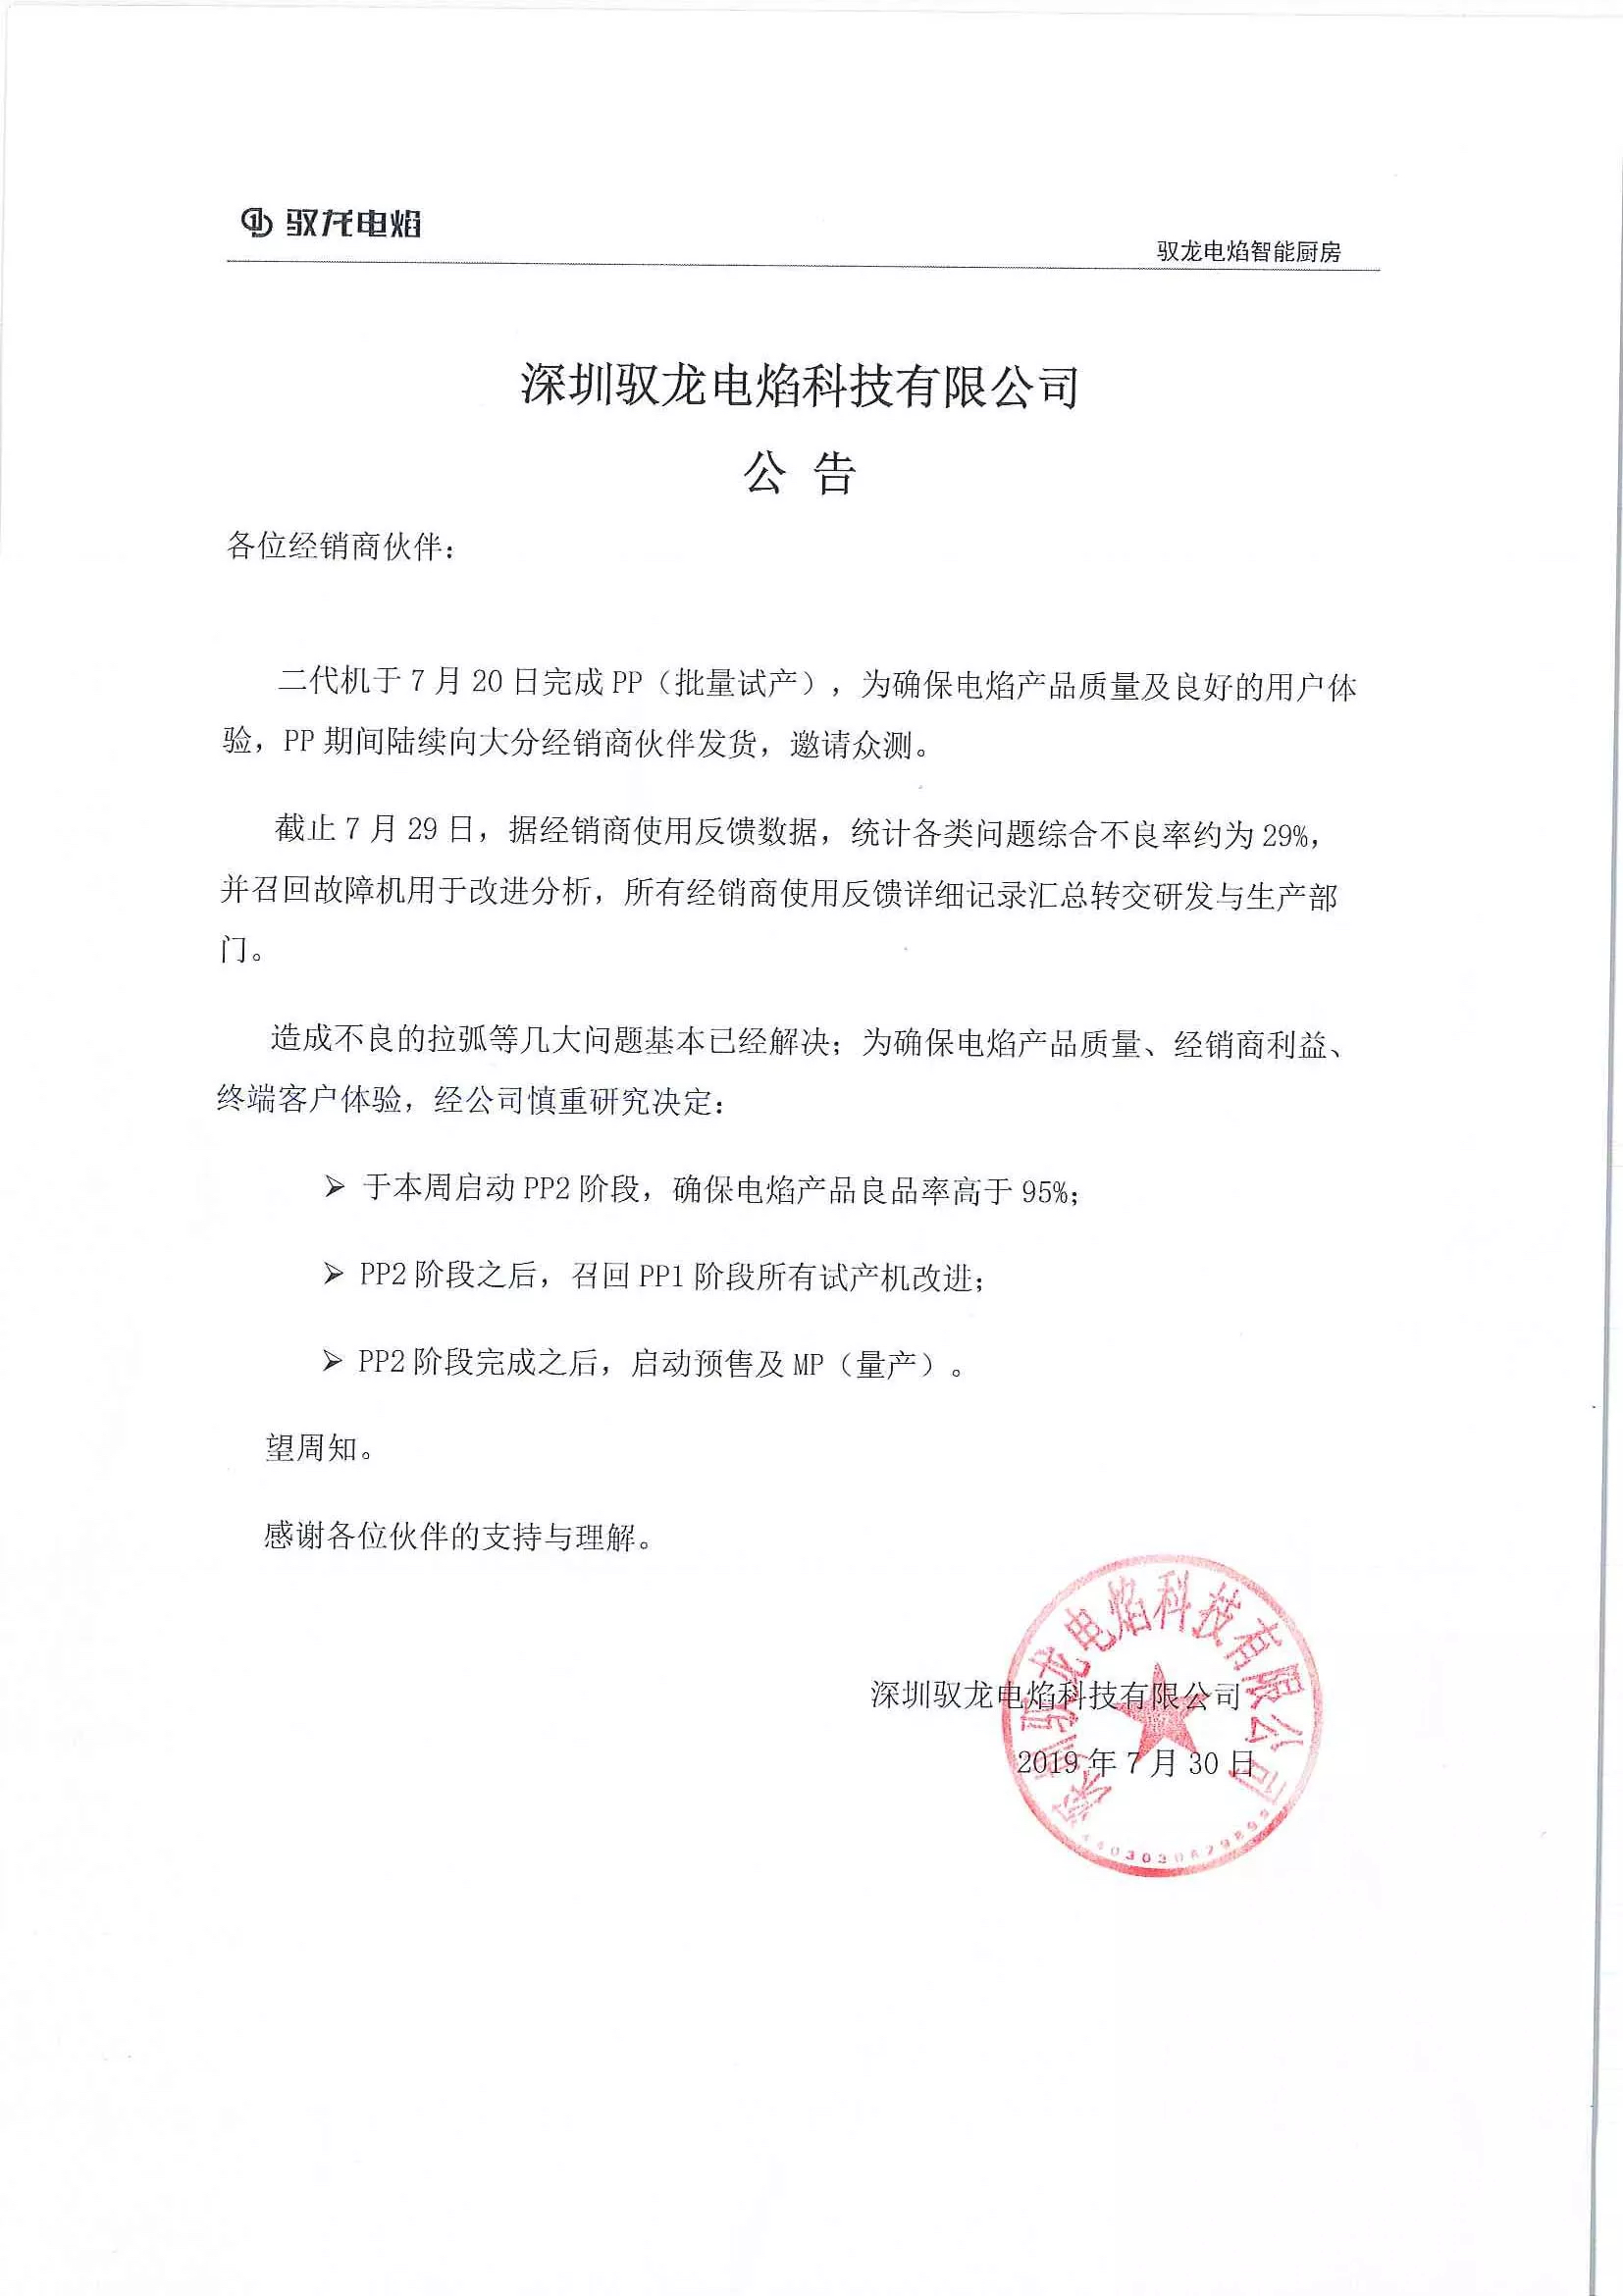 驭龙电焰
驭龙电焰智能厨房
深圳驭龙电焰科技有限公司
公 告
各位经销商伙伴：
二代机于 7 月 20 日完成 PP（批量试产），为确保电焰产品质量及良好的用户体
验，PP 期间陆续向大分经销商伙伴发货，邀请众测。
截止 7 月 29 日，据经销商使用反馈数据，统计各类问题综合不良率约为 29%，
并召回故障机用于改进分析，所有经销商使用反馈详细记录汇总转交研发与生产部
门。
造成不良的拉弧等几大问题基本已经解决；为确保电焰产品质量、经销商利益、
终端客户体验，经公司慎重研究决定：
➢ 于本周启动 PP2 阶段，确保电焰产品良品率高于 95%；
➢ PP2 阶段之后，召回 PP1 阶段所有试产机改进；
➢ PP2 阶段完成之后，启动预售及 MP（量产）。
望周知。
感谢各位伙伴的支持与理解。
深圳驭龙电焰科技有限公司
深圳驭龙电焰科技有限公司
2019 年 7 月 30 日